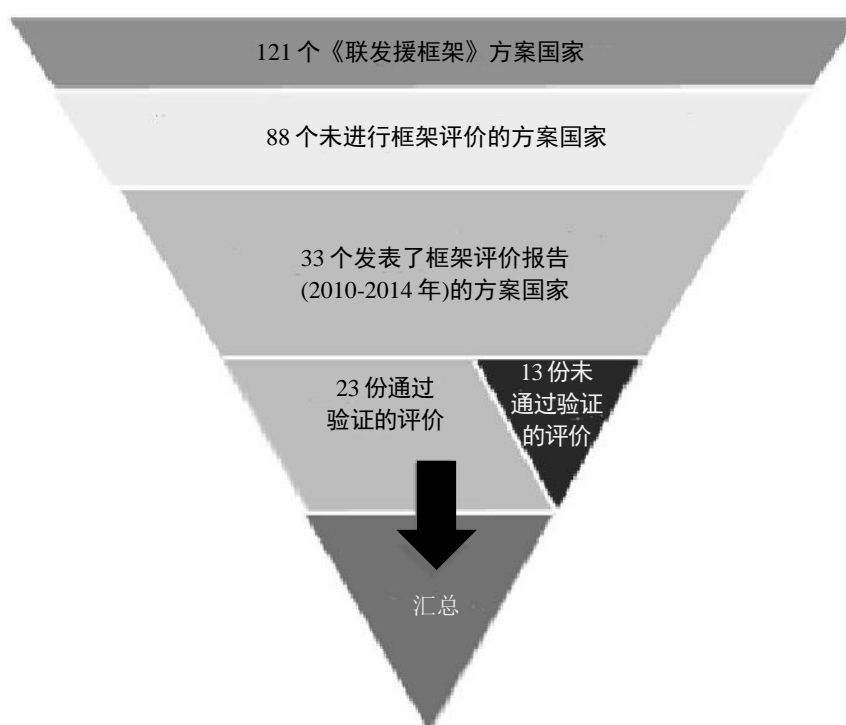 121 个《联发援框架》方案国家
88 个未进行框架评价的方案国家
33 个发表了框架评价报告
(2010-2014 年)的方案国家
23 份通过
验证的评价
13 份未
通过验证
的评价
汇总